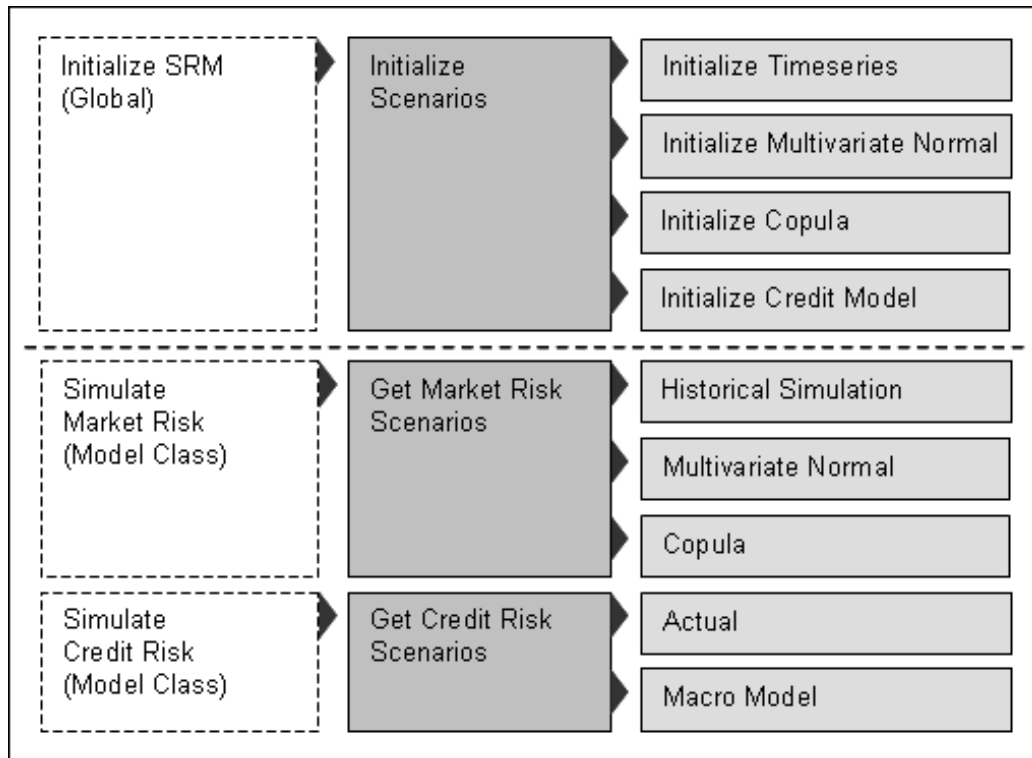 Initialize SRM
(Global)
Initialize
Scenarios
Initialize Timeseries
Initialize Multivariate Normal
Initialize Copula
Initialize Credit Model
Simulate
Market Risk
(Model Class)
Get Market Risk
Scenarios
Historical Simulation
Multivariate Normal
Copula
Simulate
Credit Risk
(Model Class)
Get Credit Risk
Scenarios
Actual
Macro Model